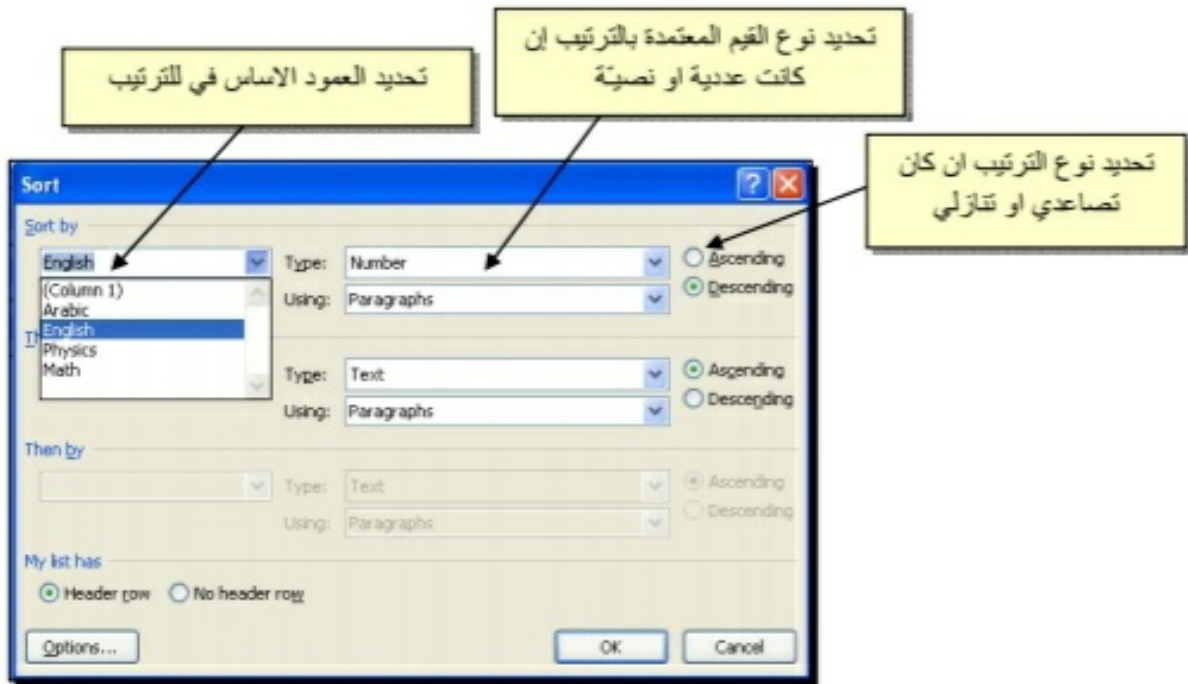 تحديد نوع القيم المعتمدة بالترتيب إن
كانت عددية او نصيّة
تحديد العمود الاساس في للترتيب
تحديد نوع الترتيب ان كان
تصاعدي او تنازلي
Sort
Sort by
English
Type: Number
Ascending
Using: Paragraphs
Descending
(Column 1)
Arabic
English
Physics
Math
Th
Type: Text
Ascending
Using: Paragraphs
Descending
Then by
Type: Text
Ascending
Using: Paragraphs
Descending
My list has
Header row No header row
Options... OK Cancel